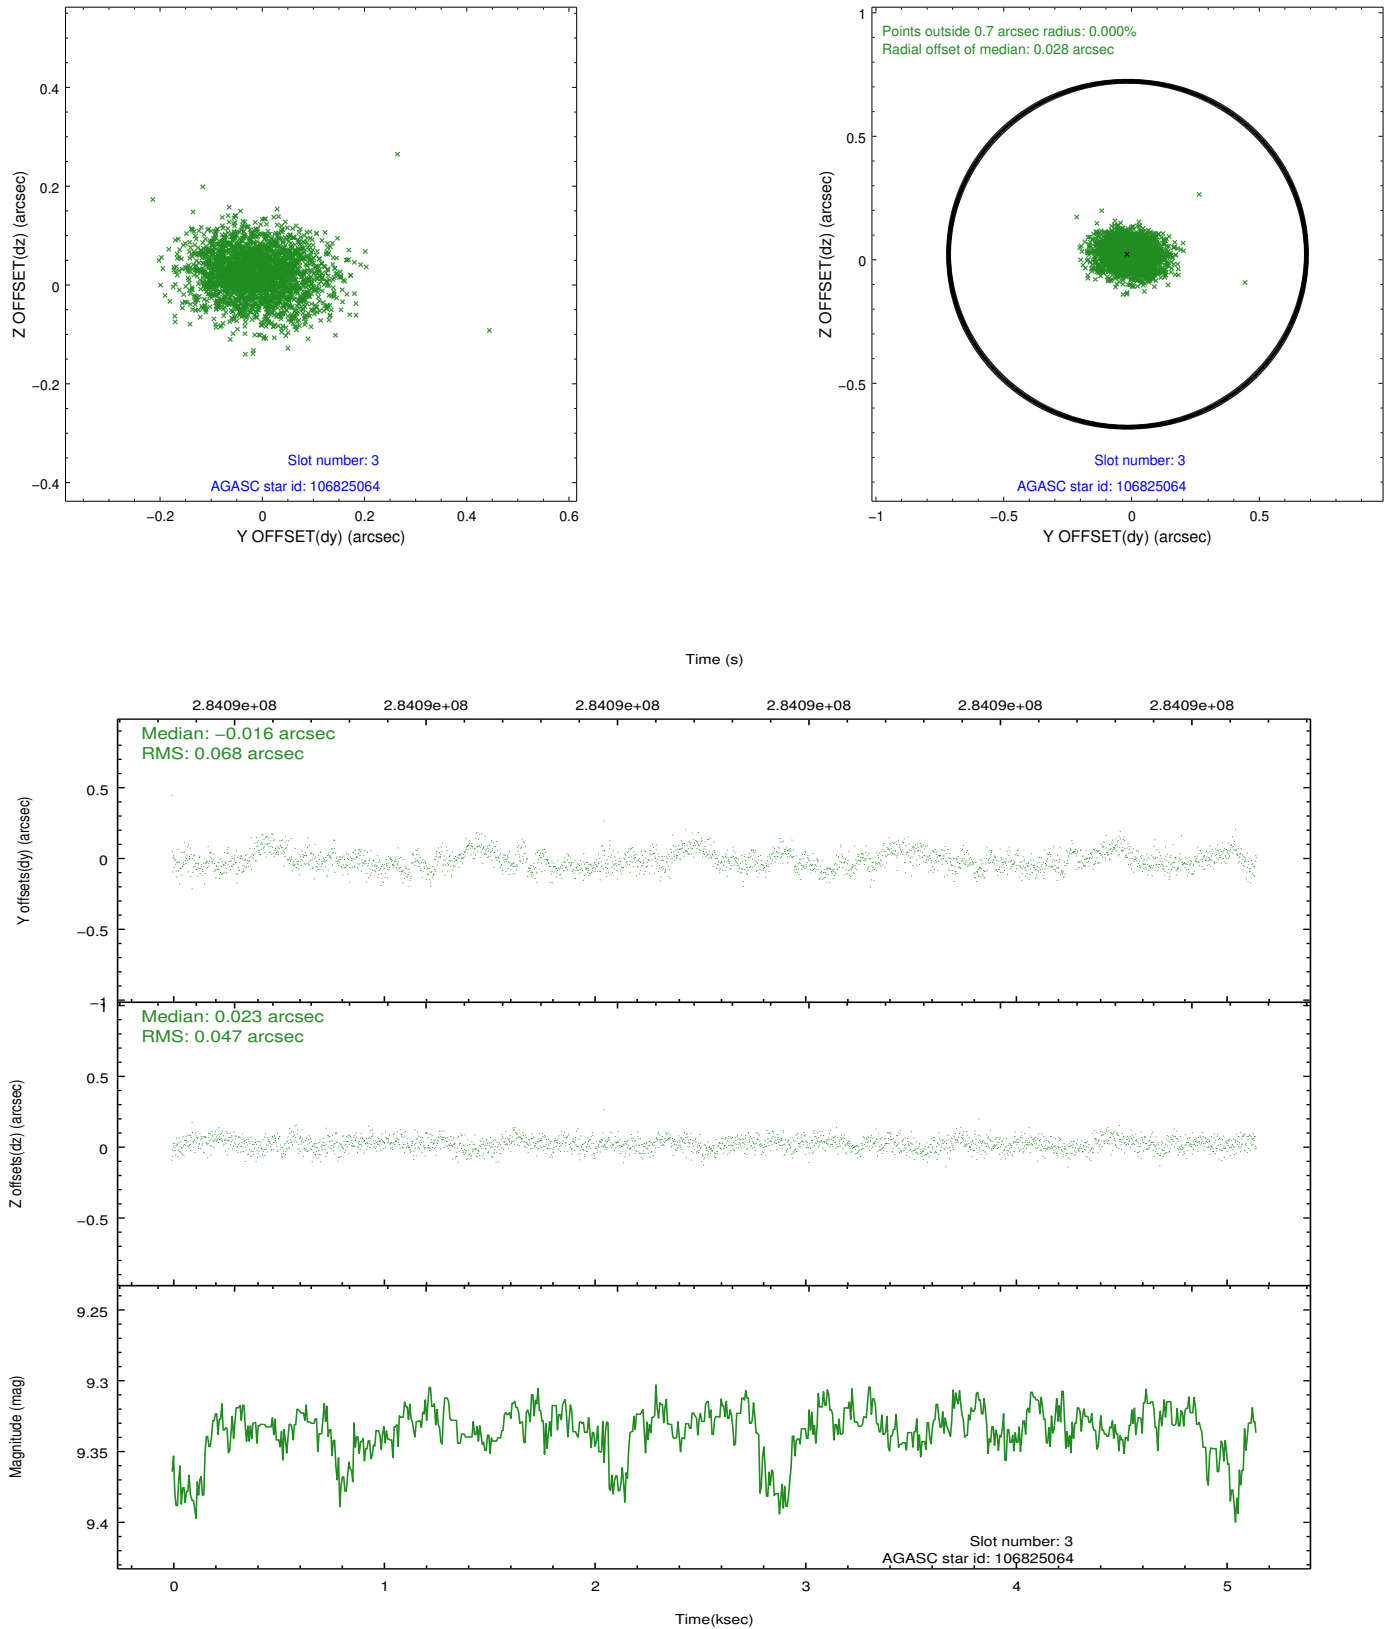 0.4
0.2
0
−0.2
−0.4
Z OFFSET(dz) (arcsec)
Slot number: 3
AGASC star id: 106825064
−0.2 0 0.2 0.4 0.6
Y OFFSET(dy) (arcsec)
Points outside 0.7 arcsec radius: 0.000%
Radial offset of median: 0.028 arcsec
1
0.5
0
−0.5
Z OFFSET(dz) (arcsec)
Slot number: 3
AGASC star id: 106825064
−1 −0.5 0 0.5
Y OFFSET(dy) (arcsec)
Time (s)
2.8409e+08 2.8409e+08 2.8409e+08 2.8409e+08 2.8409e+08 2.8409e+08
Median: −0.016 arcsec
RMS: 0.068 arcsec
0.5
0
−0.5
−1
Y offsets(dy) (arcsec)
1
Median: 0.023 arcsec
RMS: 0.047 arcsec
0.5
0
−0.5
Z offsets(dz) (arcsec)
9.25
9.3
9.35
9.4
Magnitude (mag)
Slot number: 3
AGASC star id: 106825064
0 1 2 3 4 5
Time(ksec)